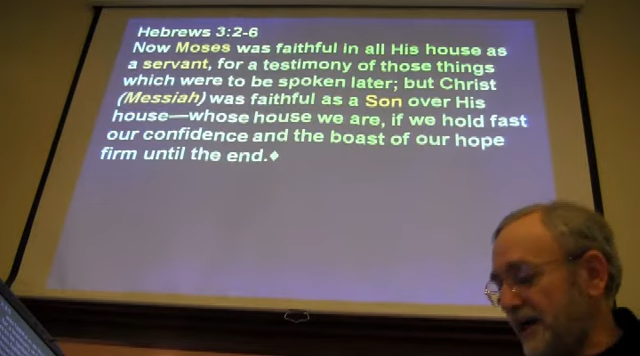 Hebrews 3:2-6
Now Moses was faithful in all His house as
a servant, for a testimony of those things
which were to be spoken later; but Christ
(Messiah) was faithful as a Son over His
house—whose house we are, if we hold fast
our confidence and the boast of our hope
firm until the end.♦